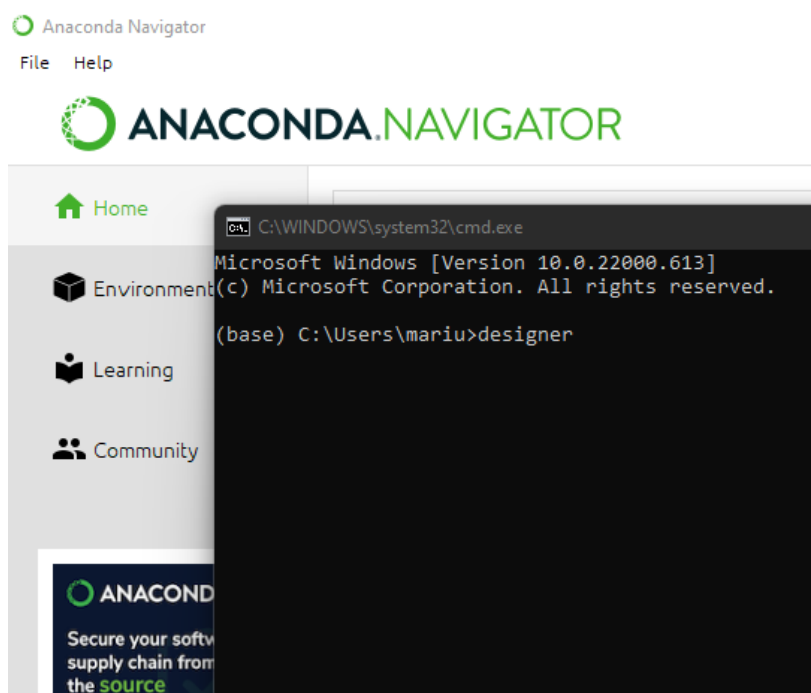 Anaconda Navigator
File Help
ANACONDA.NAVIGATOR
Home
C:\WINDOWS\system32\cmd.exe
Microsoft Windows [Version 10.0.22000.613]
Environment
(c) Microsoft Corporation. All rights reserved.
(base) C:\Users\mariu>designer
Learning
Community
ANACOND
Secure your softw
supply chain from
the source